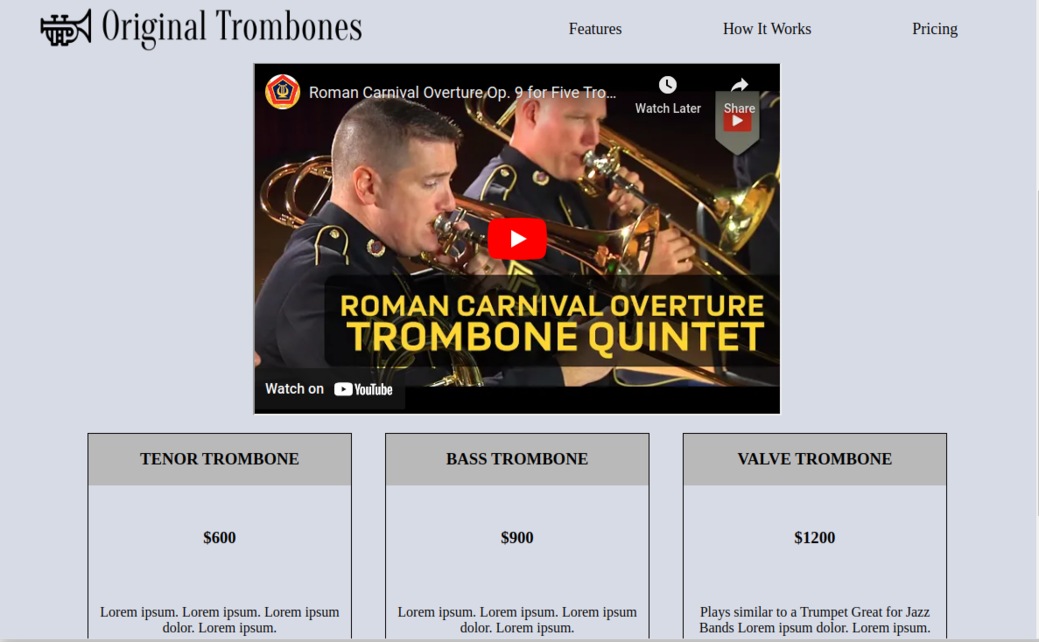 Original Trombones
Features
How It Works
Pricing
Roman Carnival Overture Op. 9 for Five Tro...
Watch Later
Share
ROMAN CARNIVAL OVERTURE
TROMBONE QUINTET
Watch on YouTube
TENOR TROMBONE
$600
Lorem ipsum. Lorem ipsum. Lorem ipsum
dolor. Lorem ipsum.
BASS TROMBONE
$900
Lorem ipsum. Lorem ipsum. Lorem ipsum
dolor. Lorem ipsum.
VALVE TROMBONE
$1200
Plays similar to a Trumpet Great for Jazz
Bands Lorem ipsum dolor. Lorem ipsum.